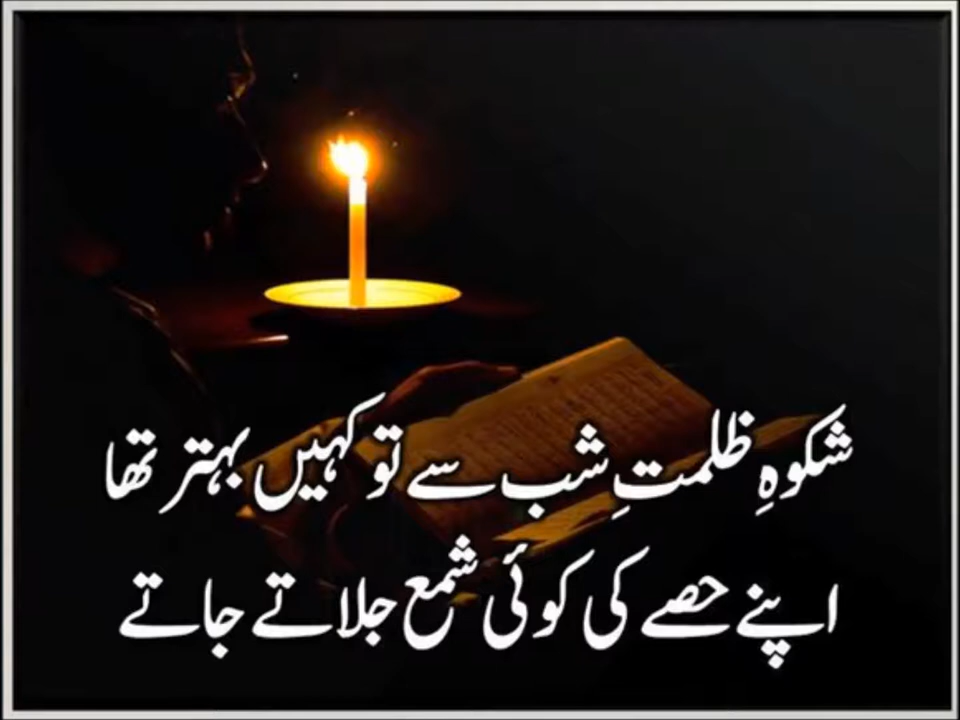 شکوہِ ظلمتِ شب سے تو کہیں بہتر تھا
اپنے حصے کی کوئی شمع جلاتے جاتے